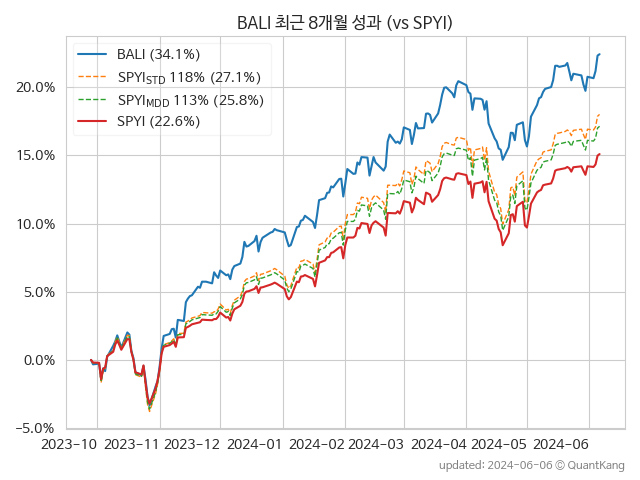 BALI 최근 8개월 성과 (vs SPYI)
BALI (34.1%)
SPYI_STD 118% (27.1%)
SPYI_MDD 113% (25.8%)
SPYI (22.6%)
20.0%
15.0%
10.0%
5.0%
0.0%
−5.0%
2023−10 2023−11 2023−12 2024−01 2024−02 2024−03 2024−04 2024−05 2024−06
updated: 2024-06-06 © QuantKang